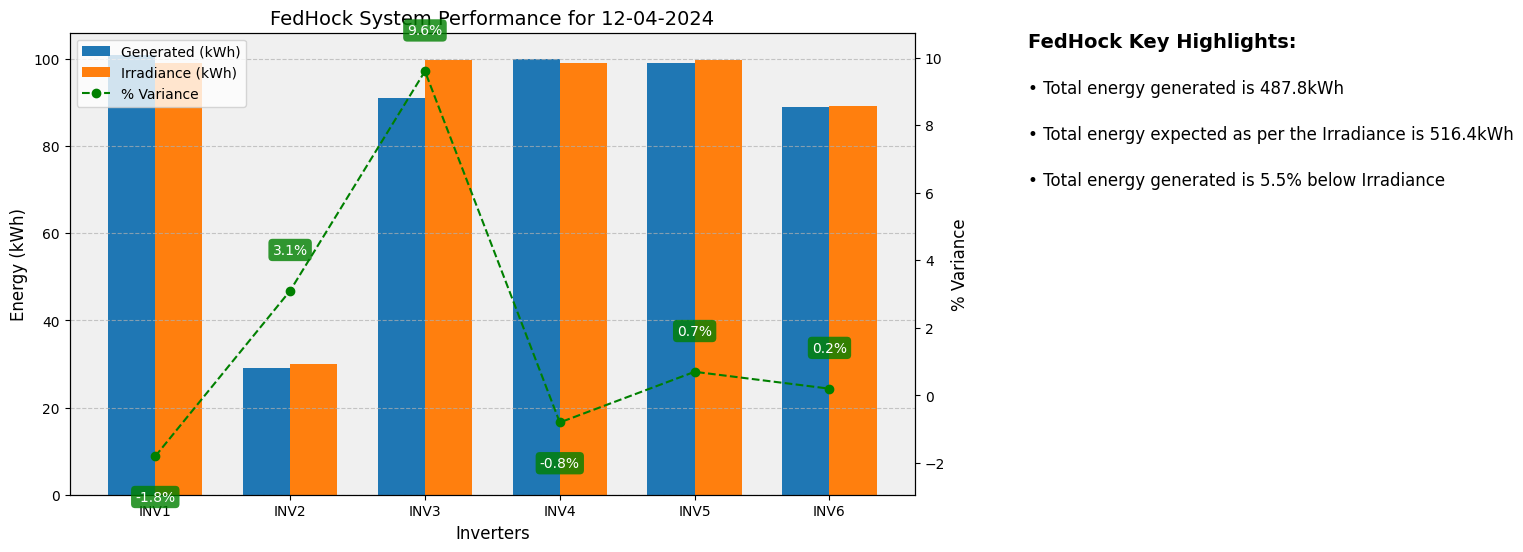 FedHock System Performance for 12-04-2024
Generated (kWh)
Irradiance (kWh)
% Variance
Energy (kWh)
100
80
60
40
20
0
-1.8%
3.1%
9.6%
-0.8%
0.7%
0.2%
INV1
INV2
INV3
INV4
INV5
INV6
Inverters
10
8
6
4
2
0
−2
% Variance
FedHock Key Highlights:
• Total energy generated is 487.8kWh
• Total energy expected as per the Irradiance is 516.4kWh
• Total energy generated is 5.5% below Irradiance